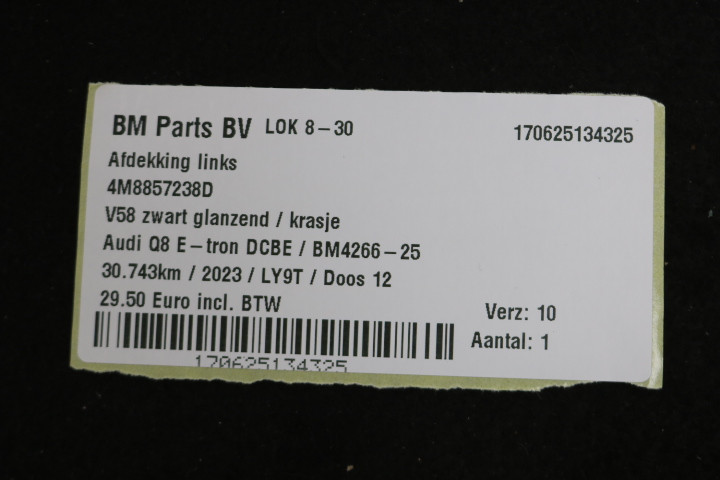 BM Parts BV LOK 8-30 170625134325
Afdekking links
4M8857238D
V58 zwart glanzend / krasje
Audi Q8 E-tron DCBE / BM4266-25
30.743km / 2023 / LY9T / Doos 12
29.50 Euro incl. BTW
Verz: 10
Aantal: 1
170625134325